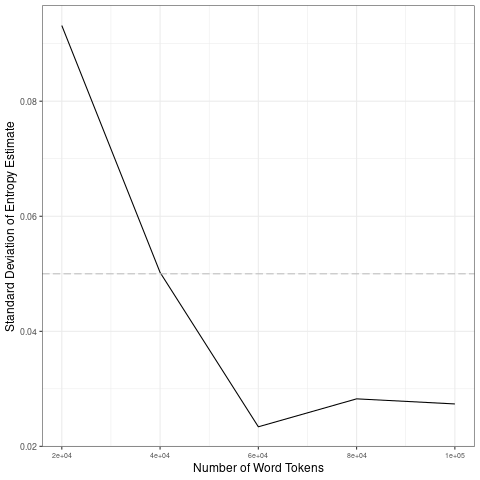 Standard Deviation of Entropy Estimate
0.08
0.06
0.04
0.02
2e+04 4e+04 6e+04 8e+04 1e+05
Number of Word Tokens